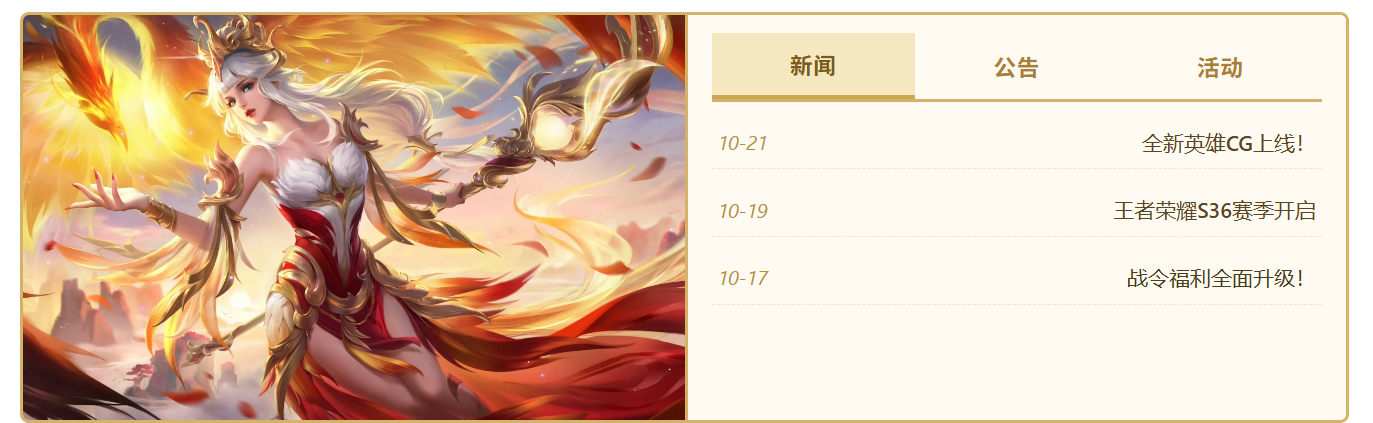 新闻 公告 活动
10-21 全新英雄CG上线！
10-19 王者荣耀S36赛季开启
10-17 战令福利全面升级！